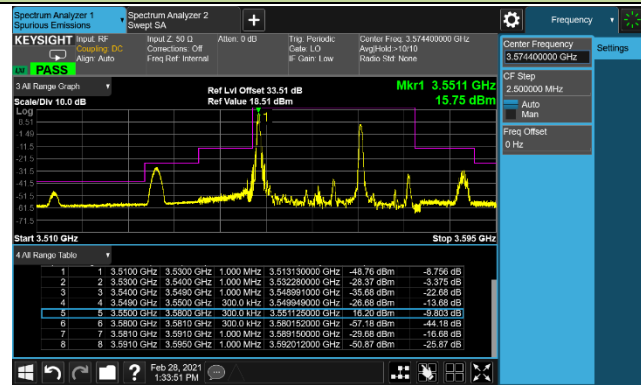 Spectrum Analyzer 1
Spurious Emissions
Spectrum Analyzer 2
Swept SA
+
Frequency
KEYSIGHT
Input: RF
Coupling: DC
Align: Auto
Input Z: 50 Ω
Corrections: Off
Freq Ref: Internal
Atten: 0 dB
Trig: Periodic
Gate: LO
IF Gain: Low
Center Freq: 3.574400000 GHz
Avg|Hold:>10/10
Radio Std: None
LW PASS
3 All Range Graph
Ref Lvl Offset 33.51 dB
Mkr1 3.5511 GHz
Scale/Div 10.0 dB
Ref Value 18.51 dBm
15.75 dBm
Log
8.51
-1.49
-11.5
-21.5
-31.5
-41.5
-51.5
-61.5
-71.5
1
Start 3.510 GHz
Stop 3.595 GHz
4 All Range Table
1 1 3.5100 GHz 3.5300 GHz 1.000 MHz 3.513130000 GHz -48.76 dBm -8.756 dB
2 2 3.5300 GHz 3.5400 GHz 1.000 MHz 3.532280000 GHz -28.37 dBm -3.375 dB
3 3 3.5400 GHz 3.5490 GHz 1.000 MHz 3.548991000 GHz -35.68 dBm -22.68 dB
4 4 3.5490 GHz 3.5500 GHz 300.0 kHz 3.549949000 GHz -26.68 dBm -13.68 dB
5 5 3.5500 GHz 3.5800 GHz 300.0 kHz 3.551125000 GHz 16.20 dBm -9.803 dB
6 6 3.5800 GHz 3.5810 GHz 300.0 kHz 3.580152000 GHz -57.18 dBm -44.18 dB
7 7 3.5810 GHz 3.5910 GHz 1.000 MHz 3.589150000 GHz -29.68 dBm -16.68 dB
8 8 3.5910 GHz 3.5950 GHz 1.000 MHz 3.592012000 GHz -50.87 dBm -25.87 dB
Feb 28, 2021
1:33:51 PM
?
Center Frequency
3.574400000 GHz
Settings
CF Step
2.500000 MHz
Auto
Man
Freq Offset
0 Hz